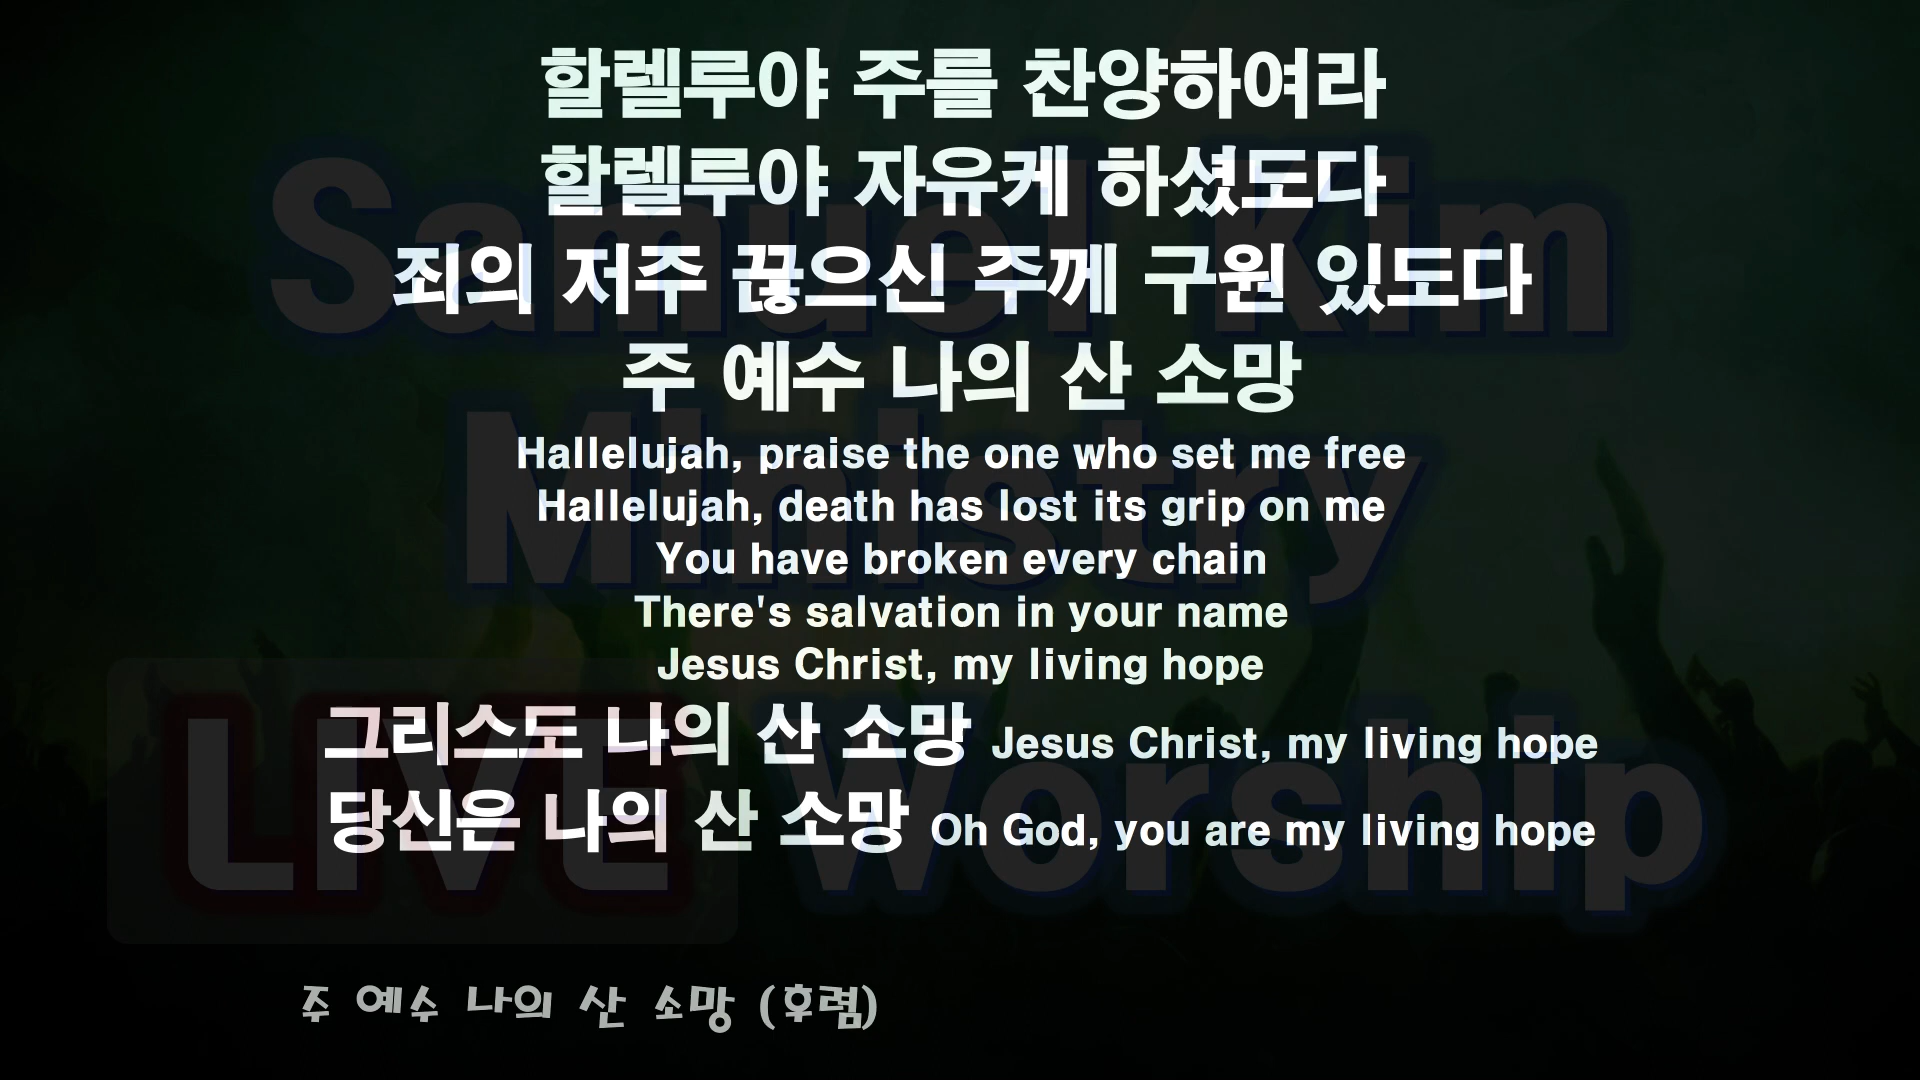 할렐루야 주를 찬양하여라
할렐루야 자유케 하셨도다
죄의 저주 끊으신 주께 구원 있도다
주 예수 나의 산 소망
Hallelujah, praise the one who set me free
Hallelujah, death has lost its grip on me
You have broken every chain
There's salvation in your name
Jesus Christ, my living hope
그리스도 나의 산 소망 Jesus Christ, my living hope
당신은 나의 산 소망 Oh God, you are my living hope
주 예수 나의 산 소망 (후렴)
Samuel Kim
Ministry
LIVE Worship